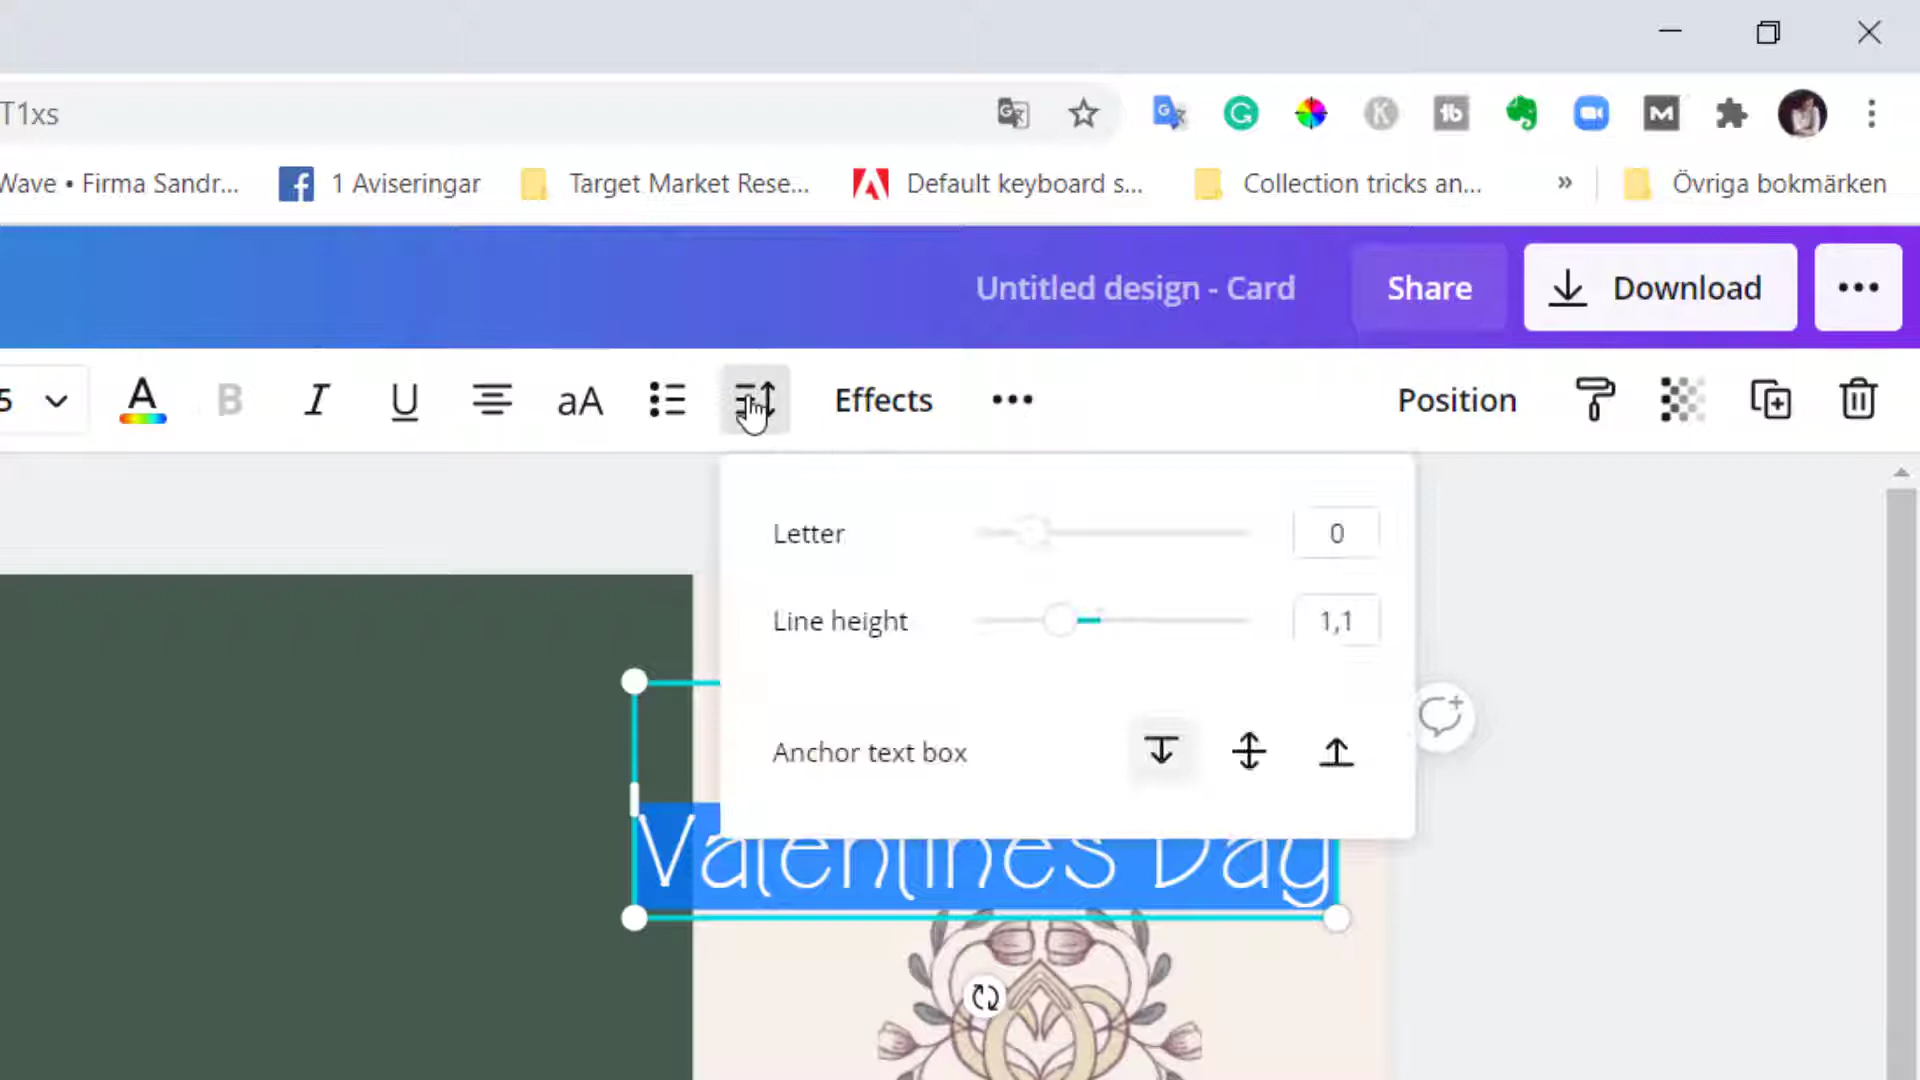 T1xs
Wave • Firma Sandr... 1 Aviseringar Target Market Rese... Default keyboard s... Collection tricks an... » Övriga bokmärken
Untitled design - Card Share Download
5 A B I U aA Effects Position
Letter 0
Line height 1,1
Anchor text box
Valentines Day